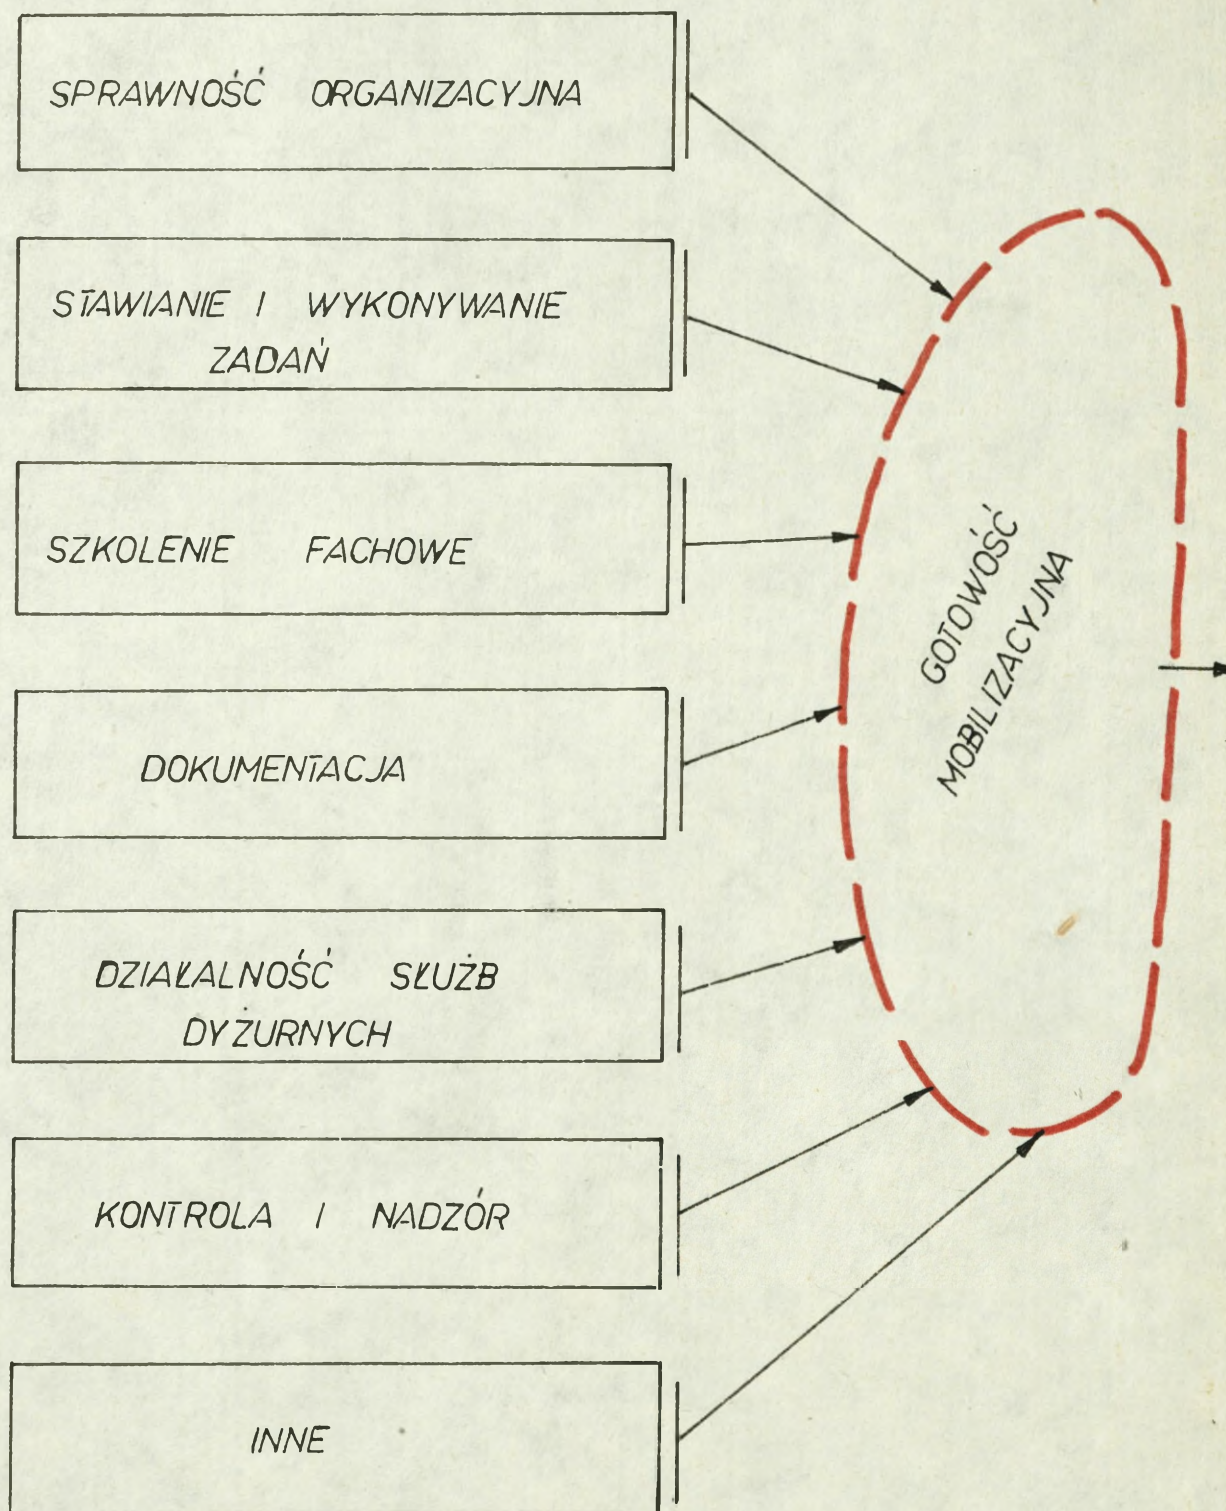 SPRAWNOŚĆ ORGANIZACYJNA
STAWIANIE I WYKONYWANIE
ZADAŃ
SZKOLENIE FACHOWE
DOKUMENTACJA
DZIAŁALNOŚĆ SŁUŻB
DYŻURNYCH
KONTROLA I NADZÓR
INNE
GOTOWOŚĆ
MOBILIZACYJNA